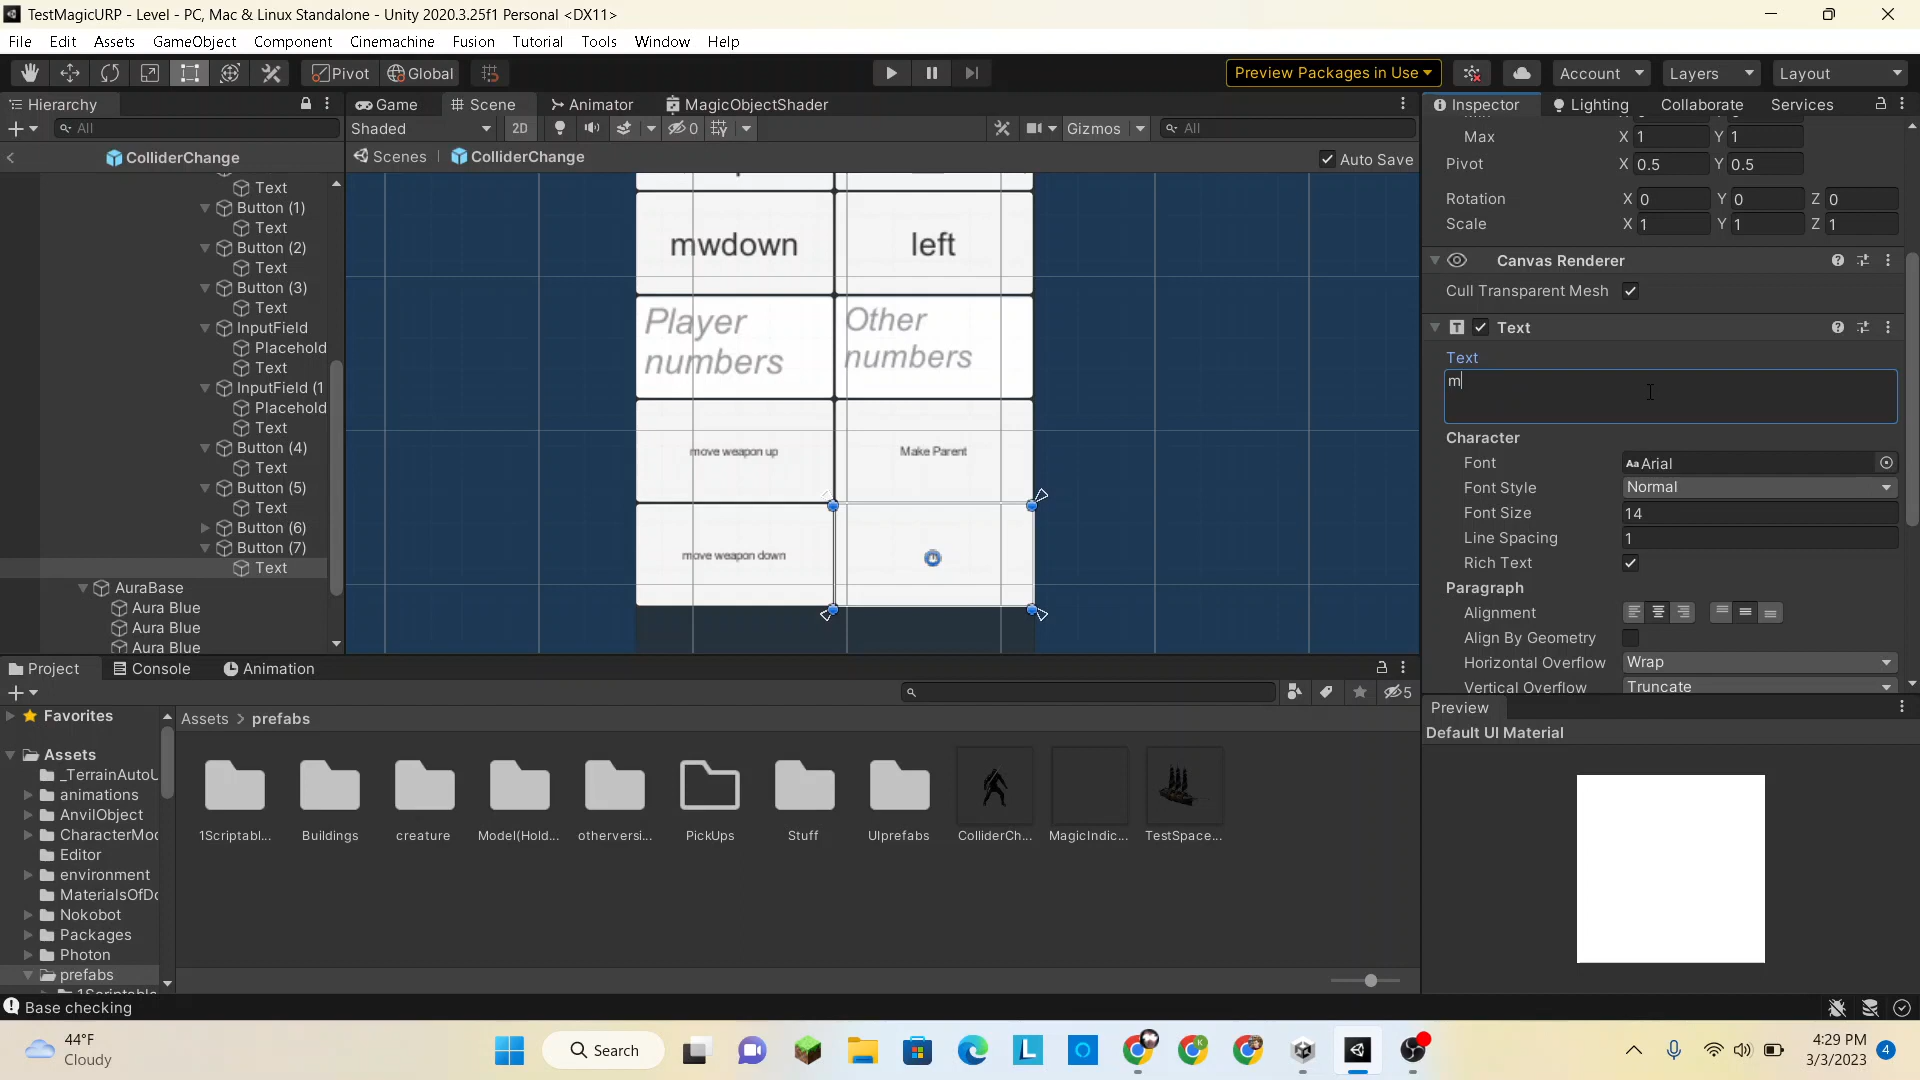 TestMagicURP - Level - PC, Mac & Linux Standalone - Unity 2020.3.25f1 Personal <DX11>
File Edit Assets GameObject Component Cinemachine Fusion Tutorial Tools Window Help
Pivot Global Preview Packages in Use Account Layers Layout
Hierarchy Game Scene Animator MagicObjectShader Inspector Lighting Collaborate Services
All Shaded 2D 0 Gizmos All
ColliderChange Scenes ColliderChange Auto Save
Max X 1 Y 1
Pivot X 0.5 Y 0.5
Rotation X 0 Y 0 Z 0
Scale X 1 Y 1 Z 1
Canvas Renderer
Cull Transparent Mesh
Text
Text
m
Character
Font Arial
Font Style Normal
Font Size 14
Line Spacing 1
Rich Text
Paragraph
Alignment
Align By Geometry
Horizontal Overflow Wrap
Vertical Overflow Truncate
Text
Button (1)
Text
Button (2)
Text
Button (3)
Text
InputField
Placehold
Text
InputField (1
Placehold
Text
Button (4)
Text
Button (5)
Text
Button (6)
Button (7)
Text
AuraBase
Aura Blue
Aura Blue
Aura Blue
mwdown left
Player
numbers
Other
numbers
move weapon up Make Parent
move weapon down
Project Console Animation
5
Favorites
Assets
_TerrainAutoU
animations
AnvilObject
CharacterMoc
Editor
environment
MaterialsOfDo
Nokobot
Packages
Photon
prefabs
Assets > prefabs
1Scriptabl... Buildings creature Model(Hold... otherversi... PickUps Stuff UIprefabs ColliderCh... MagicIndic... TestSpace...
Preview
Default UI Material
Base checking
44°F
Cloudy
Search
4:29 PM
3/3/2023
4